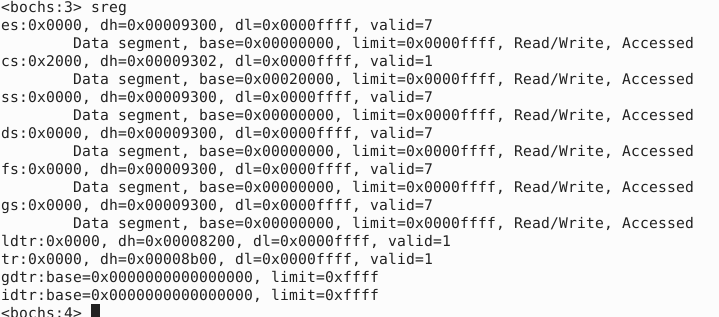 <bochs:3> sreg
es:0x0000, dh=0x00009300, dl=0x0000ffff, valid=7
        Data segment, base=0x00000000, limit=0x0000ffff, Read/Write, Accessed
cs:0x2000, dh=0x00009302, dl=0x0000ffff, valid=1
        Data segment, base=0x00020000, limit=0x0000ffff, Read/Write, Accessed
ss:0x0000, dh=0x00009300, dl=0x0000ffff, valid=7
        Data segment, base=0x00000000, limit=0x0000ffff, Read/Write, Accessed
ds:0x0000, dh=0x00009300, dl=0x0000ffff, valid=7
        Data segment, base=0x00000000, limit=0x0000ffff, Read/Write, Accessed
fs:0x0000, dh=0x00009300, dl=0x0000ffff, valid=7
        Data segment, base=0x00000000, limit=0x0000ffff, Read/Write, Accessed
gs:0x0000, dh=0x00009300, dl=0x0000ffff, valid=7
        Data segment, base=0x00000000, limit=0x0000ffff, Read/Write, Accessed
ldtr:0x0000, dh=0x00008200, dl=0x0000ffff, valid=1
tr:0x0000, dh=0x00008b00, dl=0x0000ffff, valid=1
gdtr:base=0x0000000000000000, limit=0xffff
idtr:base=0x0000000000000000, limit=0xffff
<bochs:4>